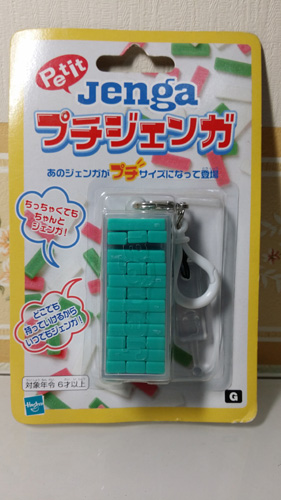 Petit
Jenga
プチジェンガ
あのジェンガがプチサイズになって登場
ちっちゃくても
ちゃんと
ジェンガ!
どこでも
持っていけるから
いつでもジェンガ!
対象年令 6才以上
Hasbro
G